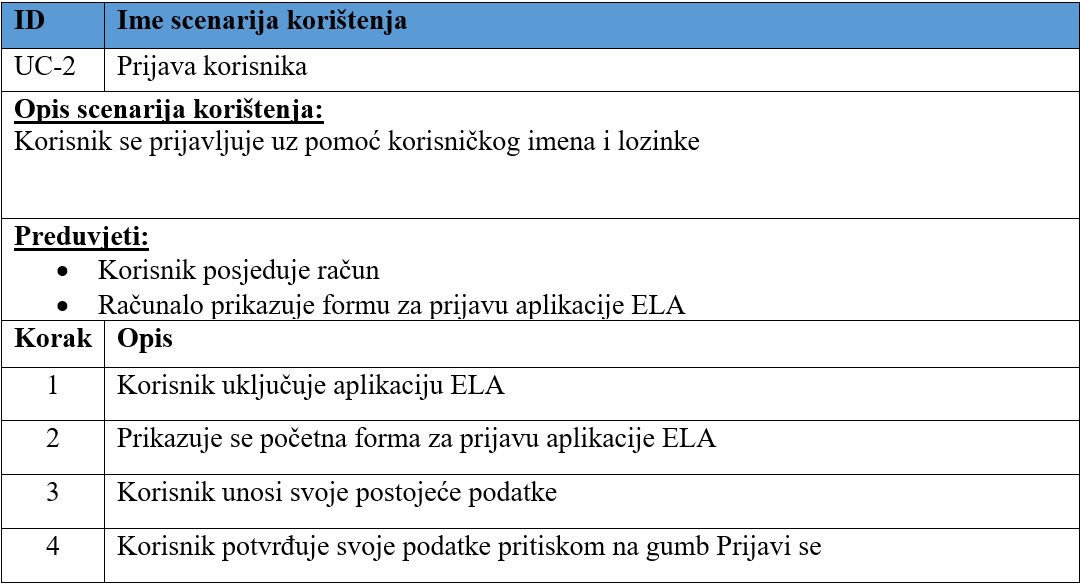 ID Ime scenarija korištenja
UC-2 Prijava korisnika
Opis scenarija korištenja:
Korisnik se prijavljuje uz pomoć korisničkog imena i lozinke
Preduvjeti:
• Korisnik posjeduje račun
• Računalo prikazuje formu za prijavu aplikacije ELA
Korak Opis
1 Korisnik uključuje aplikaciju ELA
2 Prikazuje se početna forma za prijavu aplikacije ELA
3 Korisnik unosi svoje postojeće podatke
4 Korisnik potvrđuje svoje podatke pritiskom na gumb Prijavi se